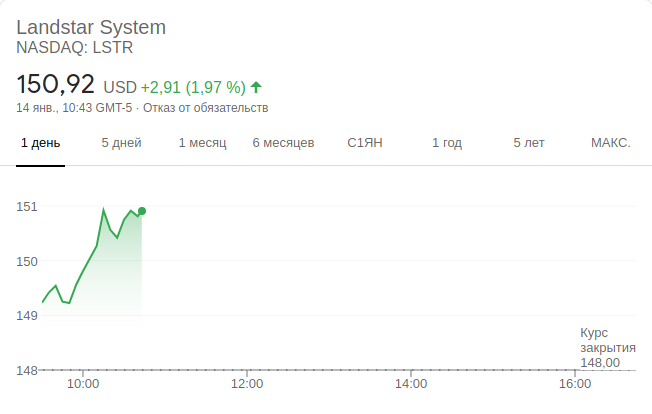 Landstar System
NASDAQ: LSTR
150,92 USD +2,91 (1,97 %)
14 янв., 10:43 GMT-5 · Отказ от обязательств
1 день 5 дней 1 месяц 6 месяцев С1ЯН 1 год 5 лет МАКС.
151
150
149
148
Курс
закрытия
148,00
10:00 12:00 14:00 16:00